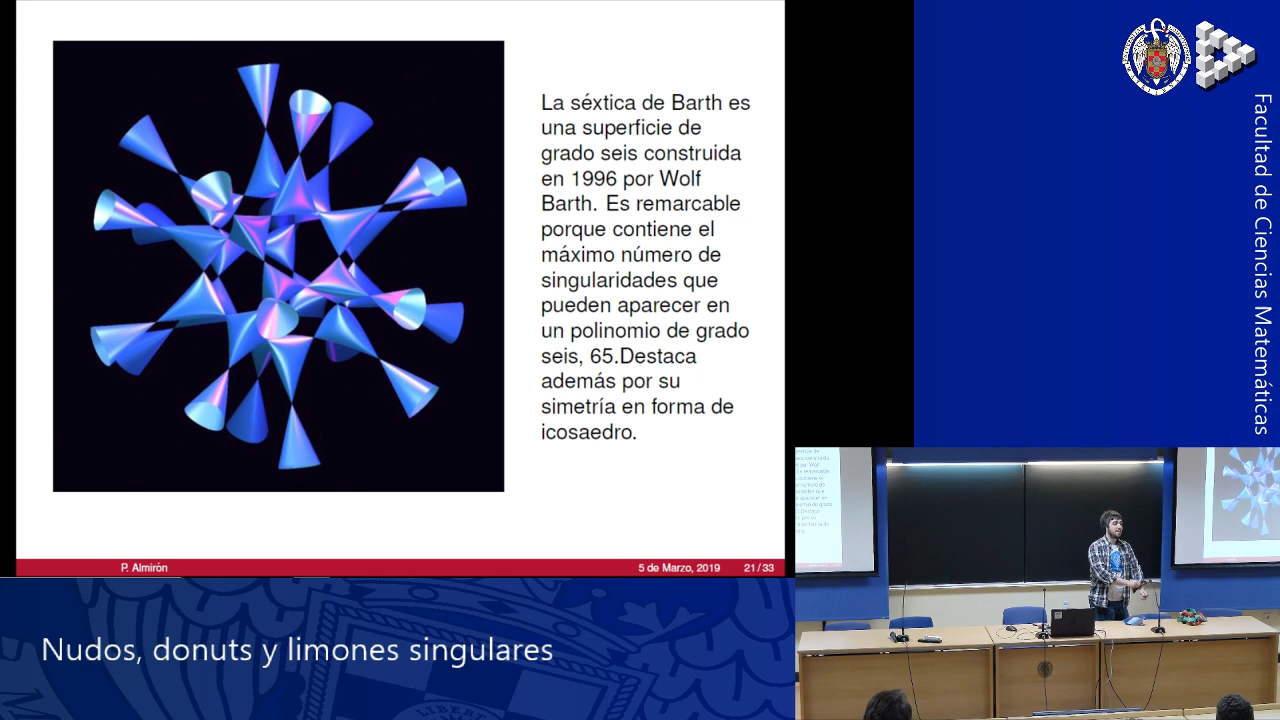 La séxtica de Barth es
una superficie de
grado seis construida
en 1996 por Wolf
Barth. Es remarcable
porque contiene el
máximo número de
singularidades que
pueden aparecer en
un polinomio de grado
seis, 65.Destaca
además por su
simetría en forma de
icosaedro.
P. Almirón
5 de Marzo, 2019
21/33
Nudos, donuts y limones singulares
Facultad de Ciencias Matemáticas